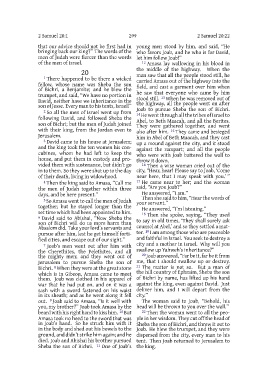 2 Samuel 20:1 299 2 Samuel 20:22
that our advice should not be first had in
bringing back our king?" The words of the
men of Judah were fiercer than the words
of the men of Israel.
20
1 There happened to be there a wicked
fellow, whose name was Sheba the son
of Bichri, a Benjamite; and he blew the
trumpet, and said, "We have no portion in
David, neither have we inheritance in the
son of Jesse. Every man to his tents, Israel!"
2 So all the men of Israel went up from
following David, and followed Sheba the
son of Bichri; but the men of Judah joined
with their king, from the Jordan even to
Jerusalem.
3 David came to his house at Jerusalem;
and the king took the ten women his con-
cubines, whom he had left to keep the
house, and put them in custody and pro-
vided them with sustenance, but didn't go
in to them. So they were shut up to the day
of their death, living in widowhood.
4 Then the king said to Amasa, "Call me
the men of Judah together within three
days, and be here present."
5 So Amasa went to call the men of Judah
together; but he stayed longer than the
set time which had been appointed to him.
6 David said to Abishai, "Now Sheba the
son of Bichri will do us more harm than
Absalom did. Take your lord's servants and
pursue after him, lest he get himself forti-
fied cities, and escape out of our sight."
7 Joab's men went out after him with
the Cherethites, the Pelethites, and all
the mighty men; and they went out of
Jerusalem to pursue Sheba the son of
Bichri. 8 When they were at the great stone
which is in Gibeon, Amasa came to meet
them. Joab was clothed in his apparel of
war that he had put on, and on it was a
sash with a sword fastened on his waist
in its sheath; and as he went along it fell
out. 9 Joab said to Amasa, "Is it well with
you, my brother?" Joab took Amasa by the
beard with his right hand to kiss him. 10 But
Amasa took no heed to the sword that was
in Joab's hand. So he struck him with it
in the body and shed out his bowels to the
ground, and didn't strike him again; and he
died. Joab and Abishai his brother pursued
Sheba the son of Bichri. 11 One of Joab's
young men stood by him, and said, "He
who favors Joab, and he who is for David,
let him follow Joab!"
12 Amasa lay wallowing in his blood in
the middle of the highway. When the
man saw that all the people stood still, he
carried Amasa out of the highway into the
field, and cast a garment over him when
he saw that everyone who came by him
stood still. 13 When he was removed out of
the highway, all the people went on after
Joab to pursue Sheba the son of Bichri.
14 He went through all the tribes of Israel to
Abel, to Beth Maacah, and all the Berites.
They were gathered together, and went
also after him. 15 They came and besieged
him in Abel of Beth Maacah, and they cast
up a mound against the city, and it stood
against the rampart; and all the people
who were with Joab battered the wall to
throw it down.
16 Then a wise woman cried out of the
city, "Hear, hear! Please say to Joab, 'Come
near here, that I may speak with you.'"
17 He came near to her; and the woman
said, "Are you Joab?"
He answered, "I am."
Then she said to him, "Hear the words of
your servant."
He answered, "I'm listening."
18 Then she spoke, saying, "They used
to say in old times, 'They shall surely ask
counsel at Abel,' and so they settled a mat-
ter. 19 I am among those who are peaceable
and faithful in Israel. You seek to destroy a
city and a mother in Israel. Why will you
swallow up Yahweh's inheritance?"
20 Joab answered, "Far be it, far be it from
me, that I should swallow up or destroy.
21 The matter is not so. But a man of
the hill country of Ephraim, Sheba the son
of Bichri by name, has lifted up his hand
against the king, even against David. Just
deliver him, and I will depart from the
city."
The woman said to Joab, "Behold, his
head will be thrown to you over the wall."
22 Then the woman went to all the peo-
ple in her wisdom. They cut off the head of
Sheba the son of Bichri, and threw it out to
Joab. He blew the trumpet, and they were
dispersed from the city, every man to his
tent. Then Joab returned to Jerusalem to
the king.